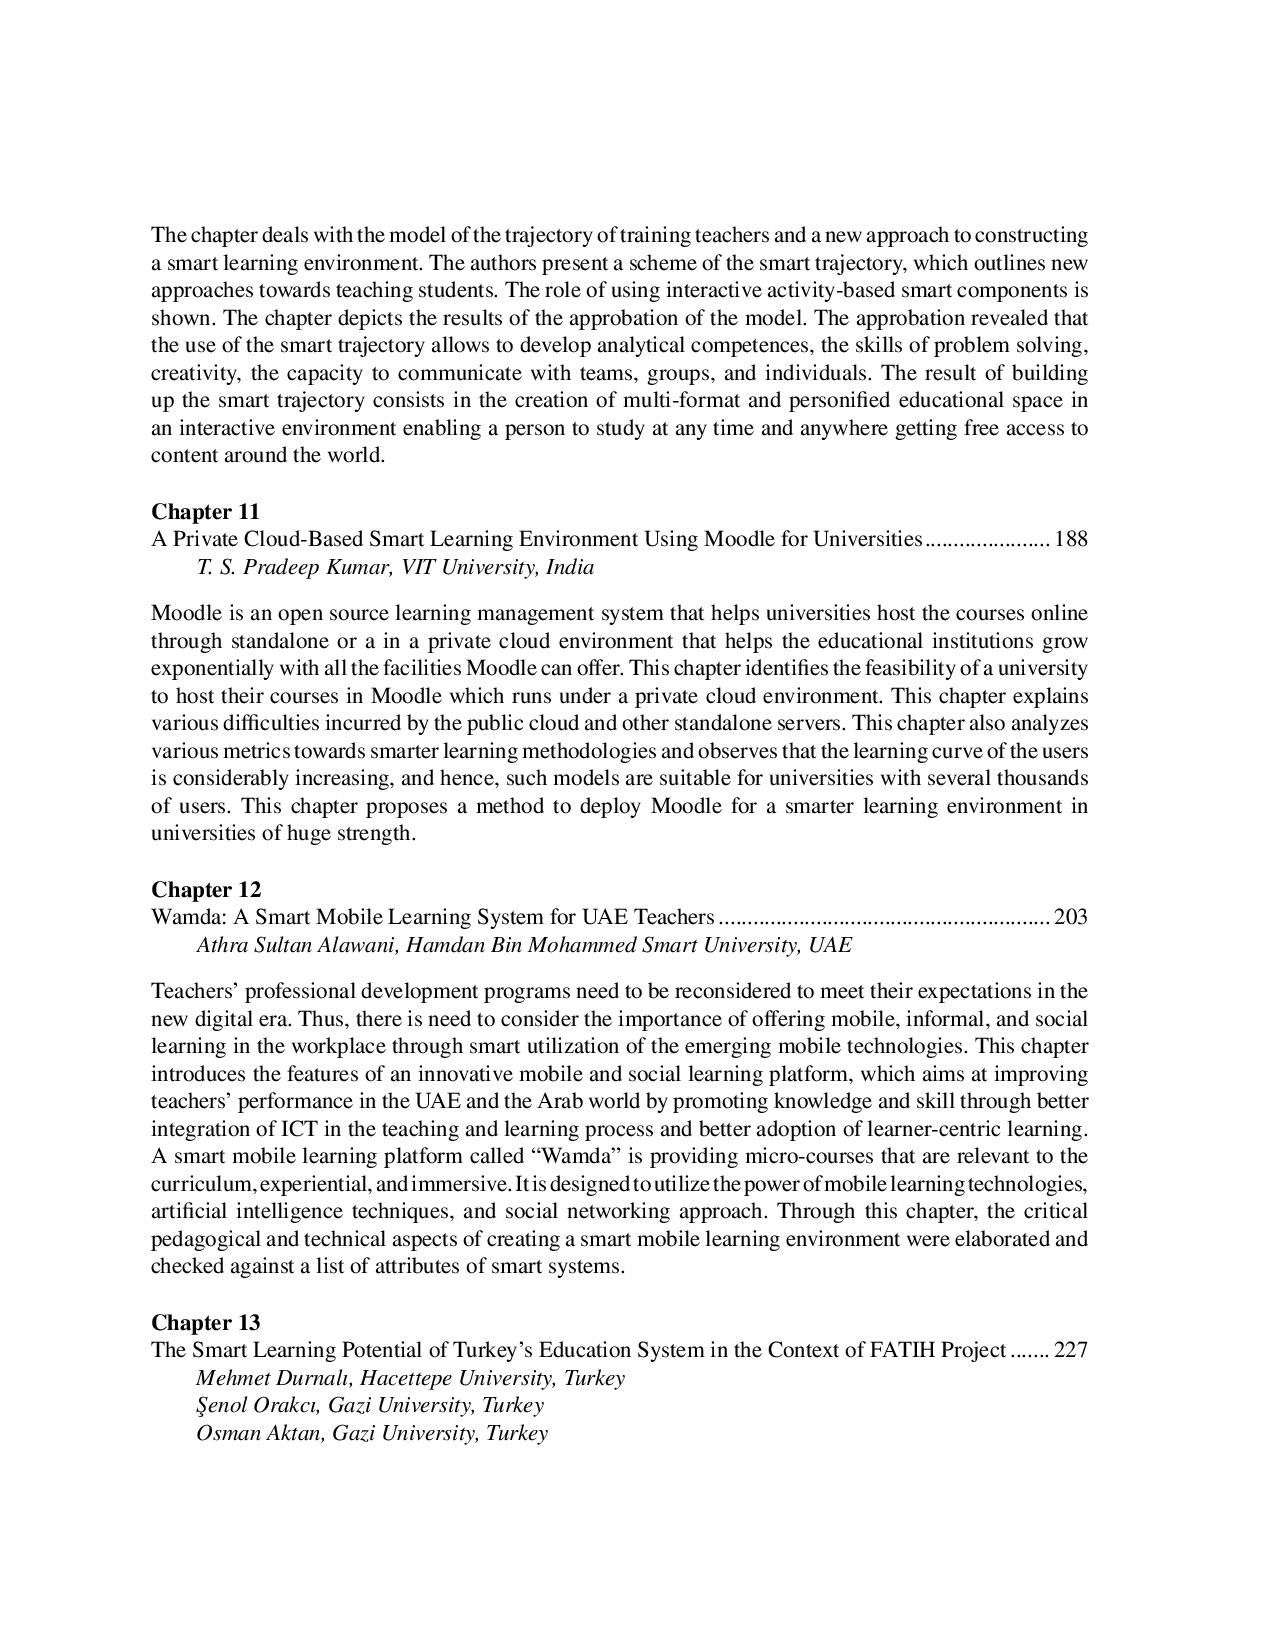 The chapter deals with the model of the trajectory of training teachers and a new approach to constructing
a smart learning environment. The authors present a scheme of the smart trajectory, which outlines new
approaches towards teaching students. The role of using interactive activity-based smart components is
shown. The chapter depicts the results of the approbation of the model. The approbation revealed that
the use of the smart trajectory allows to develop analytical competences, the skills of problem solving,
creativity, the capacity to communicate with teams, groups, and individuals. The result of building
up the smart trajectory consists in the creation of multi-format and personified educational space in
an interactive environment enabling a person to study at any time and anywhere getting free access to
content around the world.
Chapter 11
A Private Cloud-Based Smart Learning Environment Using Moodle for Universities ...................... 188
T. S. Pradeep Kumar, VIT University, India
Moodle is an open source learning management system that helps universities host the courses online
through standalone or a in a private cloud environment that helps the educational institutions grow
exponentially with all the facilities Moodle can offer. This chapter identifies the feasibility of a university
to host their courses in Moodle which runs under a private cloud environment. This chapter explains
various difficulties incurred by the public cloud and other standalone servers. This chapter also analyzes
various metrics towards smarter learning methodologies and observes that the learning curve of the users
is considerably increasing, and hence, such models are suitable for universities with several thousands
of users. This chapter proposes a method to deploy Moodle for a smarter learning environment in
universities of huge strength.
Chapter 12
Wamda: A Smart Mobile Learning System for UAE Teachers .......................................................... 203
Athra Sultan Alawani, Hamdan Bin Mohammed Smart University, UAE
Teachers’ professional development programs need to be reconsidered to meet their expectations in the
new digital era. Thus, there is need to consider the importance of offering mobile, informal, and social
learning in the workplace through smart utilization of the emerging mobile technologies. This chapter
introduces the features of an innovative mobile and social learning platform, which aims at improving
teachers’ performance in the UAE and the Arab world by promoting knowledge and skill through better
integration of ICT in the teaching and learning process and better adoption of learner-centric learning.
A smart mobile learning platform called “Wamda” is providing micro-courses that are relevant to the
curriculum, experiential, and immersive. It is designed to utilize the power of mobile learning technologies,
artificial intelligence techniques, and social networking approach. Through this chapter, the critical
pedagogical and technical aspects of creating a smart mobile learning environment were elaborated and
checked against a list of attributes of smart systems.
Chapter 13
The Smart Learning Potential of Turkey’s Education System in the Context of FATIH Project ....... 227
Mehmet Durnalı, Hacettepe University, Turkey
Şenol Orakcı, Gazi University, Turkey
Osman Aktan, Gazi University, Turkey